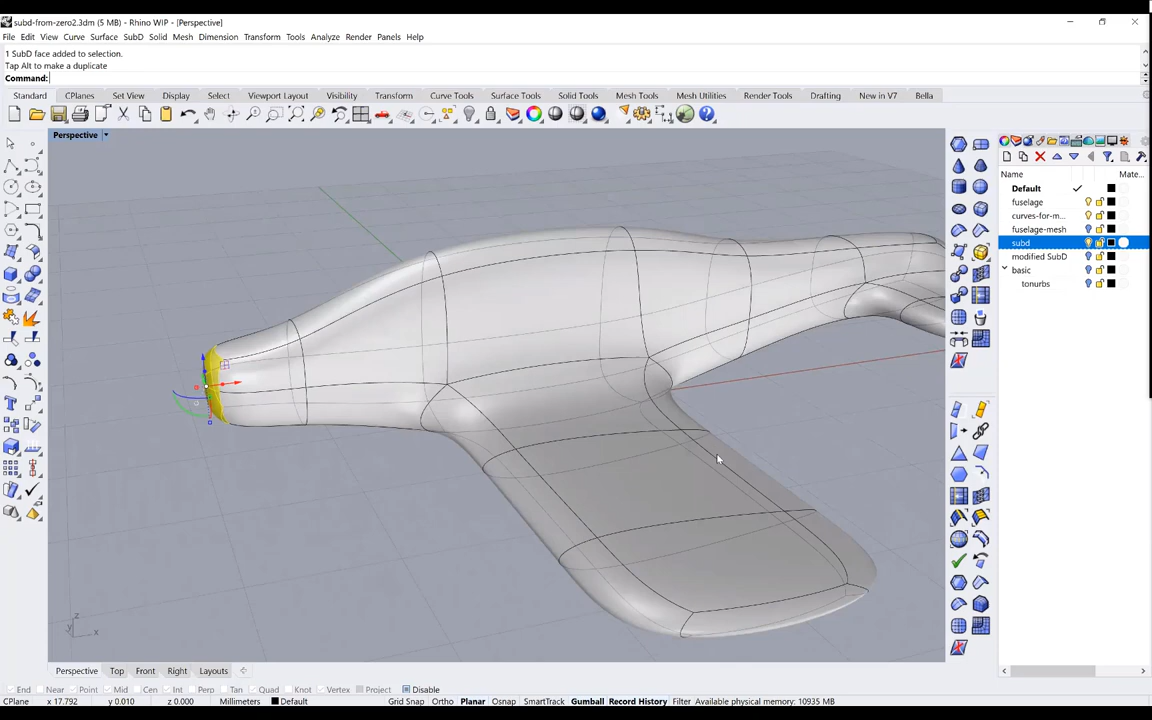 subd-from-zero2.3dm (5 MB) - Rhino WIP - [Perspective]
File Edit View Curve Surface SubD Solid Mesh Dimension Transform Tools Analyze Render Panels Help
1 SubD face added to selection.
Tap Alt to make a duplicate
Command:
Standard CPlanes Set View Display Select Viewport Layout Visibility Transform Curve Tools Surface Tools Solid Tools Mesh Tools Mesh Utilities Render Tools Drafting New in V7 Bella
Perspective
Name Mate...
Default
fuselage
curves-for-m...
fuselage-mesh
subd
modified SubD
basic
tonurbs
z
y
x
Perspective Top Front Right Layouts
End Near Point Mid Cen Int Perp Tan Quad Knot Vertex Project Disable
CPlane x 17.792 y 0.010 z 0.000 Millimeters Default Grid Snap Ortho Planar Osnap SmartTrack Gumball Record History Filter Available physical memory: 10935 MB